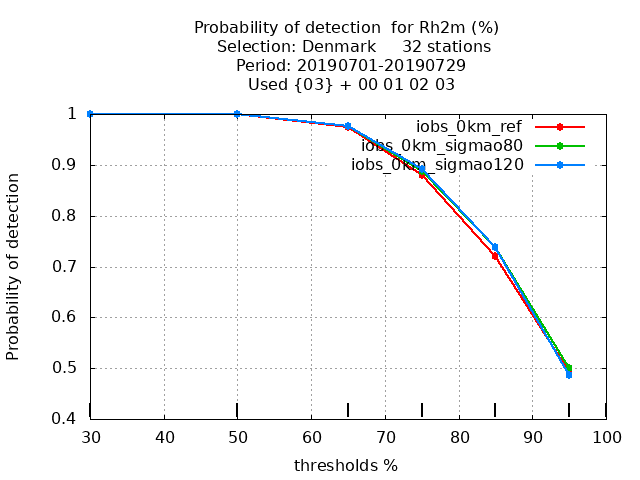 Probability of detection  for Rh2m (%)
Selection: Denmark     32 stations
Period: 20190701-20190729
Used {03} + 00 01 02 03
iobs_0km_ref
iobs_0km_sigmao80
iobs_0km_sigmao120
1
0.9
0.8
0.7
0.6
0.5
0.4
Probability of detection
30 40 50 60 70 80 90 100
thresholds %